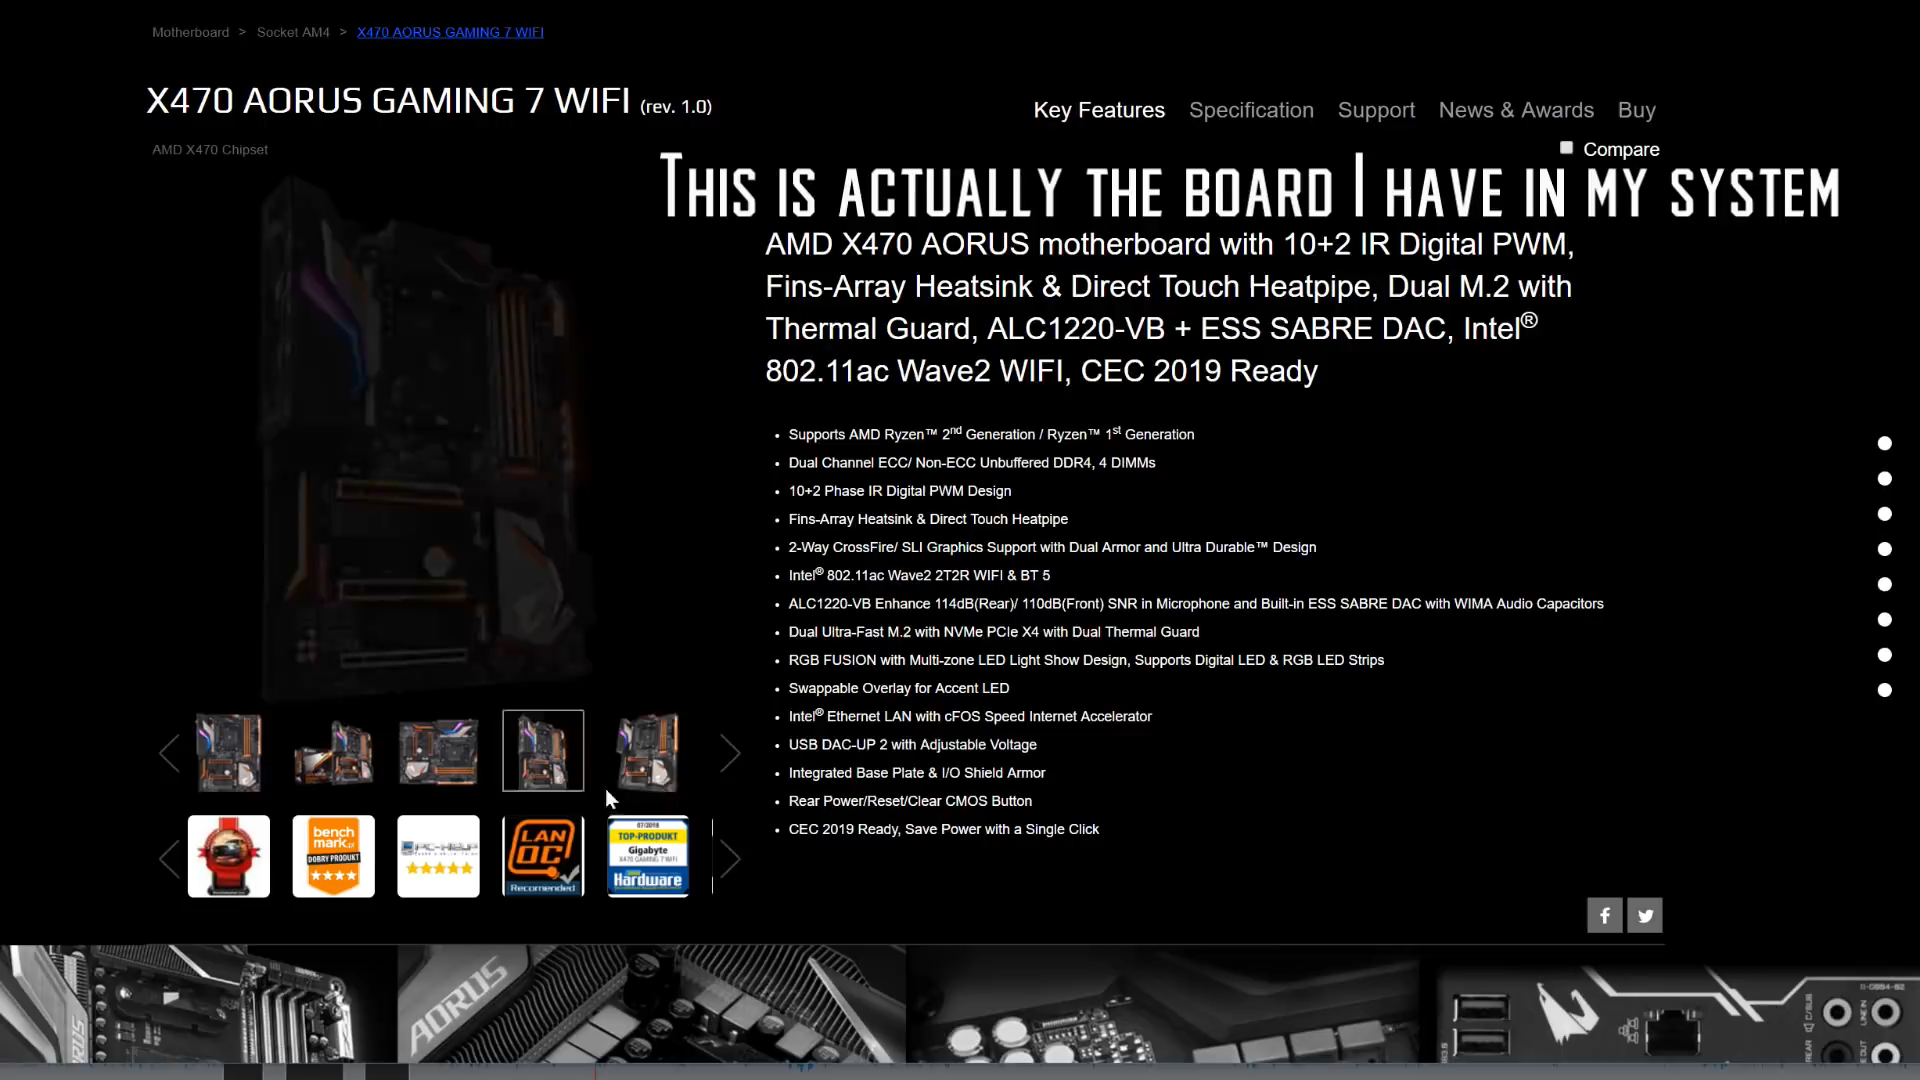 Motherboard > Socket AM4 > X470 AORUS GAMING 7 WIFI
X470 AORUS GAMING 7 WIFI (rev. 1.0)
Key Features Specification Support News & Awards Buy
AMD X470 Chipset
Compare
This is actually the board I have in my system
AMD X470 AORUS motherboard with 10+2 IR Digital PWM,
Fins-Array Heatsink & Direct Touch Heatpipe, Dual M.2 with
Thermal Guard, ALC1220-VB + ESS SABRE DAC, Intel®
802.11ac Wave2 WIFI, CEC 2019 Ready
• Supports AMD Ryzen™ 2nd Generation / Ryzen™ 1st Generation
• Dual Channel ECC/ Non-ECC Unbuffered DDR4, 4 DIMMs
• 10+2 Phase IR Digital PWM Design
• Fins-Array Heatsink & Direct Touch Heatpipe
• 2-Way CrossFire/ SLI Graphics Support with Dual Armor and Ultra Durable™ Design
• Intel® 802.11ac Wave2 2T2R WIFI & BT 5
• ALC1220-VB Enhance 114dB(Rear)/ 110dB(Front) SNR in Microphone and Built-in ESS SABRE DAC with WIMA Audio Capacitors
• Dual Ultra-Fast M.2 with NVMe PCIe X4 with Dual Thermal Guard
• RGB FUSION with Multi-zone LED Light Show Design, Supports Digital LED & RGB LED Strips
• Swappable Overlay for Accent LED
• Intel® Ethernet LAN with cFOS Speed Internet Accelerator
• USB DAC-UP 2 with Adjustable Voltage
• Integrated Base Plate & I/O Shield Armor
• Rear Power/Reset/Clear CMOS Button
• CEC 2019 Ready, Save Power with a Single Click
bench
mark.pl
DOBRY PRODUKT
PC-HELP
LAN
OC
Recomended
07/2018
TOP-PRODUKT
Gigabyte
X470 GAMING 7 WIFI
Hardware
AORUS
C/SUB
LINE IN
REAR